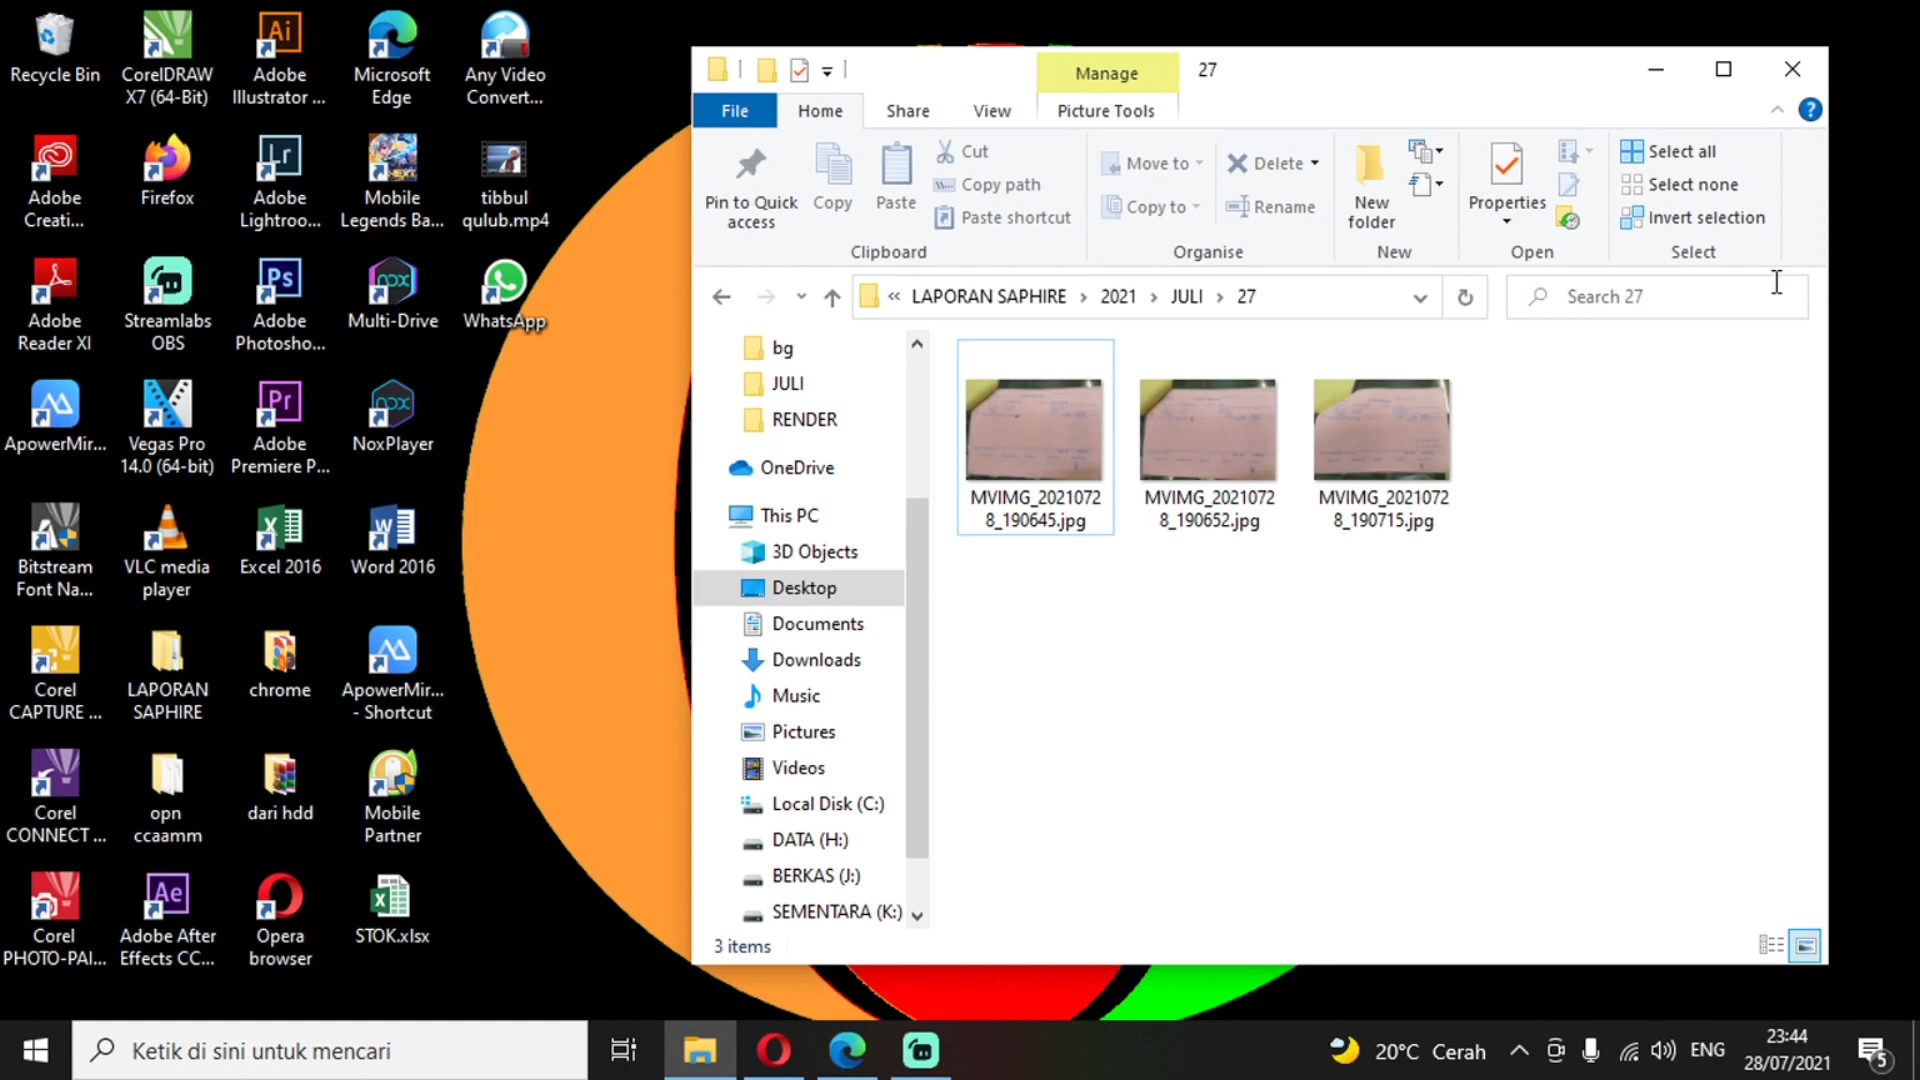 Recycle Bin
CorelDRAW
X7 (64-Bit)
Adobe
Illustrator ...
Microsoft
Edge
Any Video
Convert...
Adobe
Creati...
Firefox
Adobe
Lightroo...
Mobile
Legends Ba...
tibbul
qulub.mp4
Adobe
Reader XI
Streamlabs
OBS
Adobe
Photosho...
Multi-Drive
WhatsApp
ApowerMir...
Vegas Pro
14.0 (64-bit)
Adobe
Premiere P...
NoxPlayer
Bitstream
Font Na...
VLC media
player
Excel 2016
Word 2016
Corel
CAPTURE ...
LAPORAN
SAPHIRE
chrome
ApowerMir...
- Shortcut
Corel
CONNECT ...
opn
ccaamm
dari hdd
Mobile
Partner
Corel
PHOTO-PAI...
Adobe After
Effects CC...
Opera
browser
STOK.xlsx
Manage
27
File
Home
Share
View
Picture Tools
Pin to Quick
access
Copy
Paste
Cut
Copy path
Paste shortcut
Clipboard
Move to
Copy to
Delete
Rename
Organise
New
folder
New
Properties
Open
Select all
Select none
Invert selection
Select
« LAPORAN SAPHIRE › 2021 › JULI › 27
Search 27
bg
JULI
RENDER
OneDrive
This PC
3D Objects
Desktop
Documents
Downloads
Music
Pictures
Videos
Local Disk (C:)
DATA (H:)
BERKAS (J:)
SEMENTARA (K:)
MVIMG_2021072
8_190645.jpg
MVIMG_2021072
8_190652.jpg
MVIMG_2021072
8_190715.jpg
3 items
Ketik di sini untuk mencari
20°C Cerah
ENG
23:44
28/07/2021
5